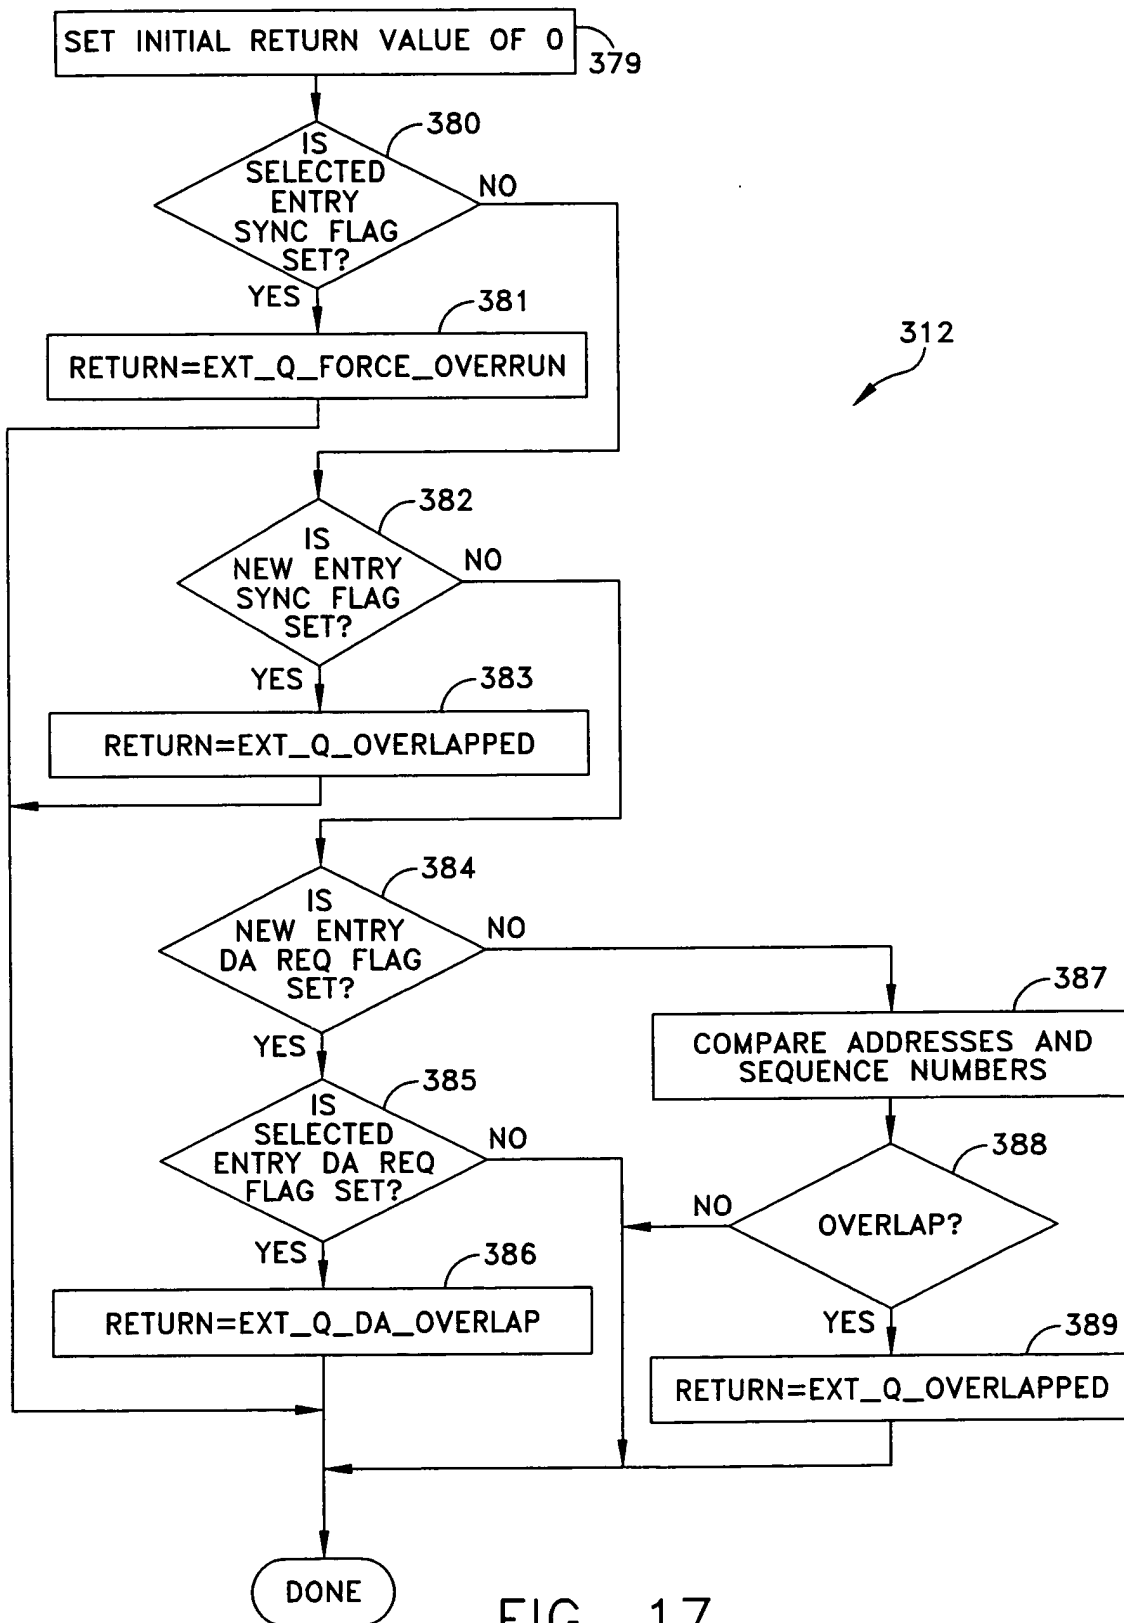 SET INITIAL RETURN VALUE OF 0
379
380
IS
SELECTED
ENTRY
SYNC FLAG
SET?
NO
YES
381
RETURN=EXT_Q_FORCE_OVERRUN
312
382
IS
NEW ENTRY
SYNC FLAG
SET?
NO
YES
383
RETURN=EXT_Q_OVERLAPPED
384
IS
NEW ENTRY
DA REQ FLAG
SET?
NO
YES
387
COMPARE ADDRESSES AND
SEQUENCE NUMBERS
385
IS
SELECTED
ENTRY DA REQ
FLAG SET?
NO
YES
388
OVERLAP?
NO
YES
386
RETURN=EXT_Q_DA_OVERLAP
389
RETURN=EXT_Q_OVERLAPPED
DONE
FIG. 17